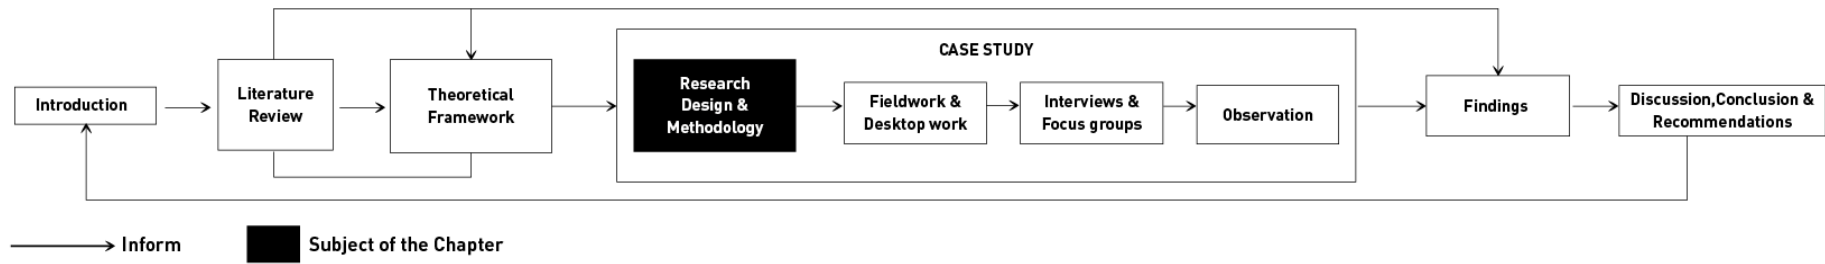 CASE STUDY
Introduction
Literature
Review
Theoretical
Framework
Research
Design &
Methodology
Fieldwork &
Desktop work
Interviews &
Focus groups
Observation
Findings
Discussion,Conclusion &
Recommendations
Inform
Subject of the Chapter